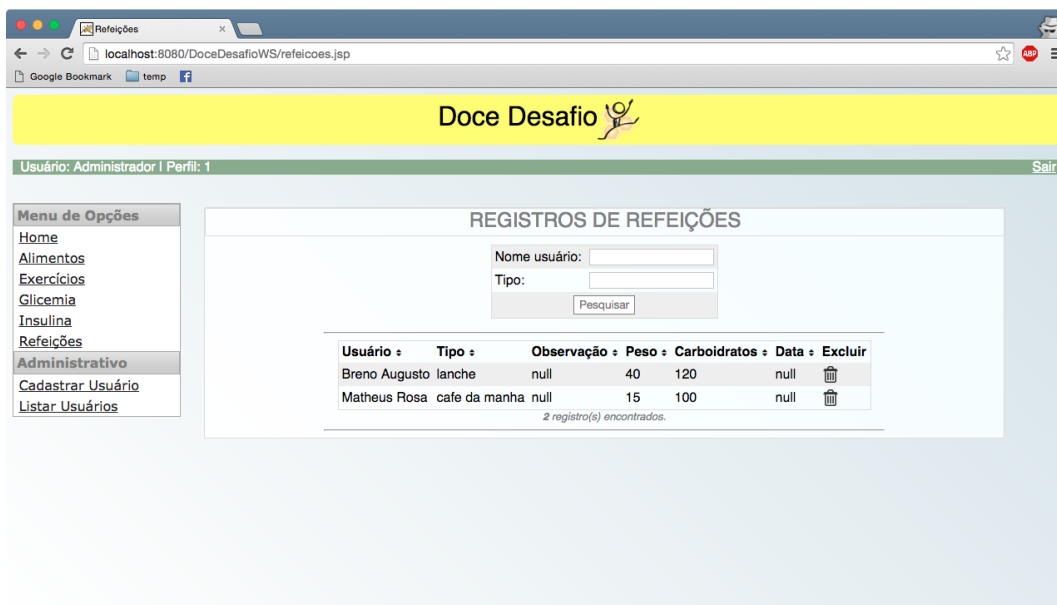 Refeições
localhost:8080/DoceDesafioWS/refeicoes.jsp
ABP
Google Bookmark temp f
Doce Desafio
Usuário: Administrador | Perfil: 1 Sair
Menu de Opções
Home
Alimentos
Exercícios
Glicemia
Insulina
Refeições
Administrativo
Cadastrar Usuário
Listar Usuários
REGISTROS DE REFEIÇÕES
Nome usuário:
Tipo:
Pesquisar
Usuário Tipo Observação Peso Carboidratos Data Excluir
Breno Augusto lanche null 40 120 null
Matheus Rosa cafe da manha null 15 100 null
2 registro(s) encontrados.